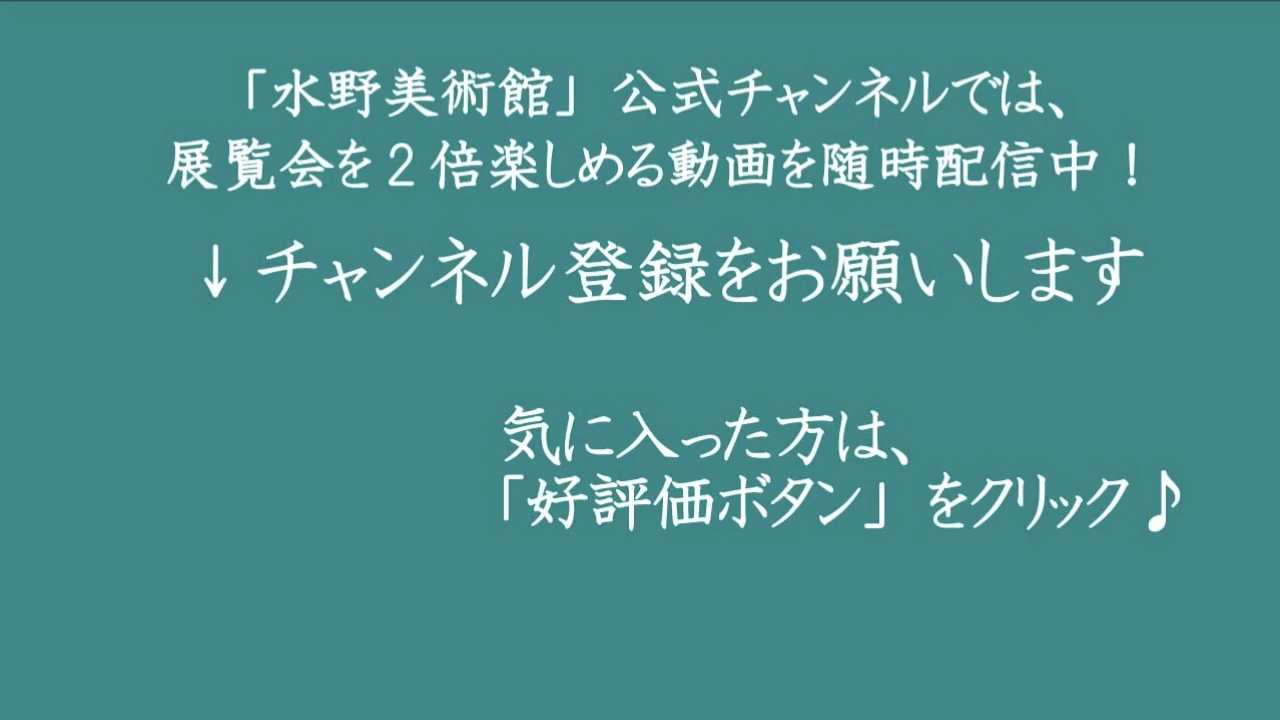 「水野美術館」公式チャンネルでは、
展覧会を2倍楽しめる動画を随時配信中！
↓チャンネル登録をお願いします
気に入った方は、
「好評価ボタン」をクリック♪